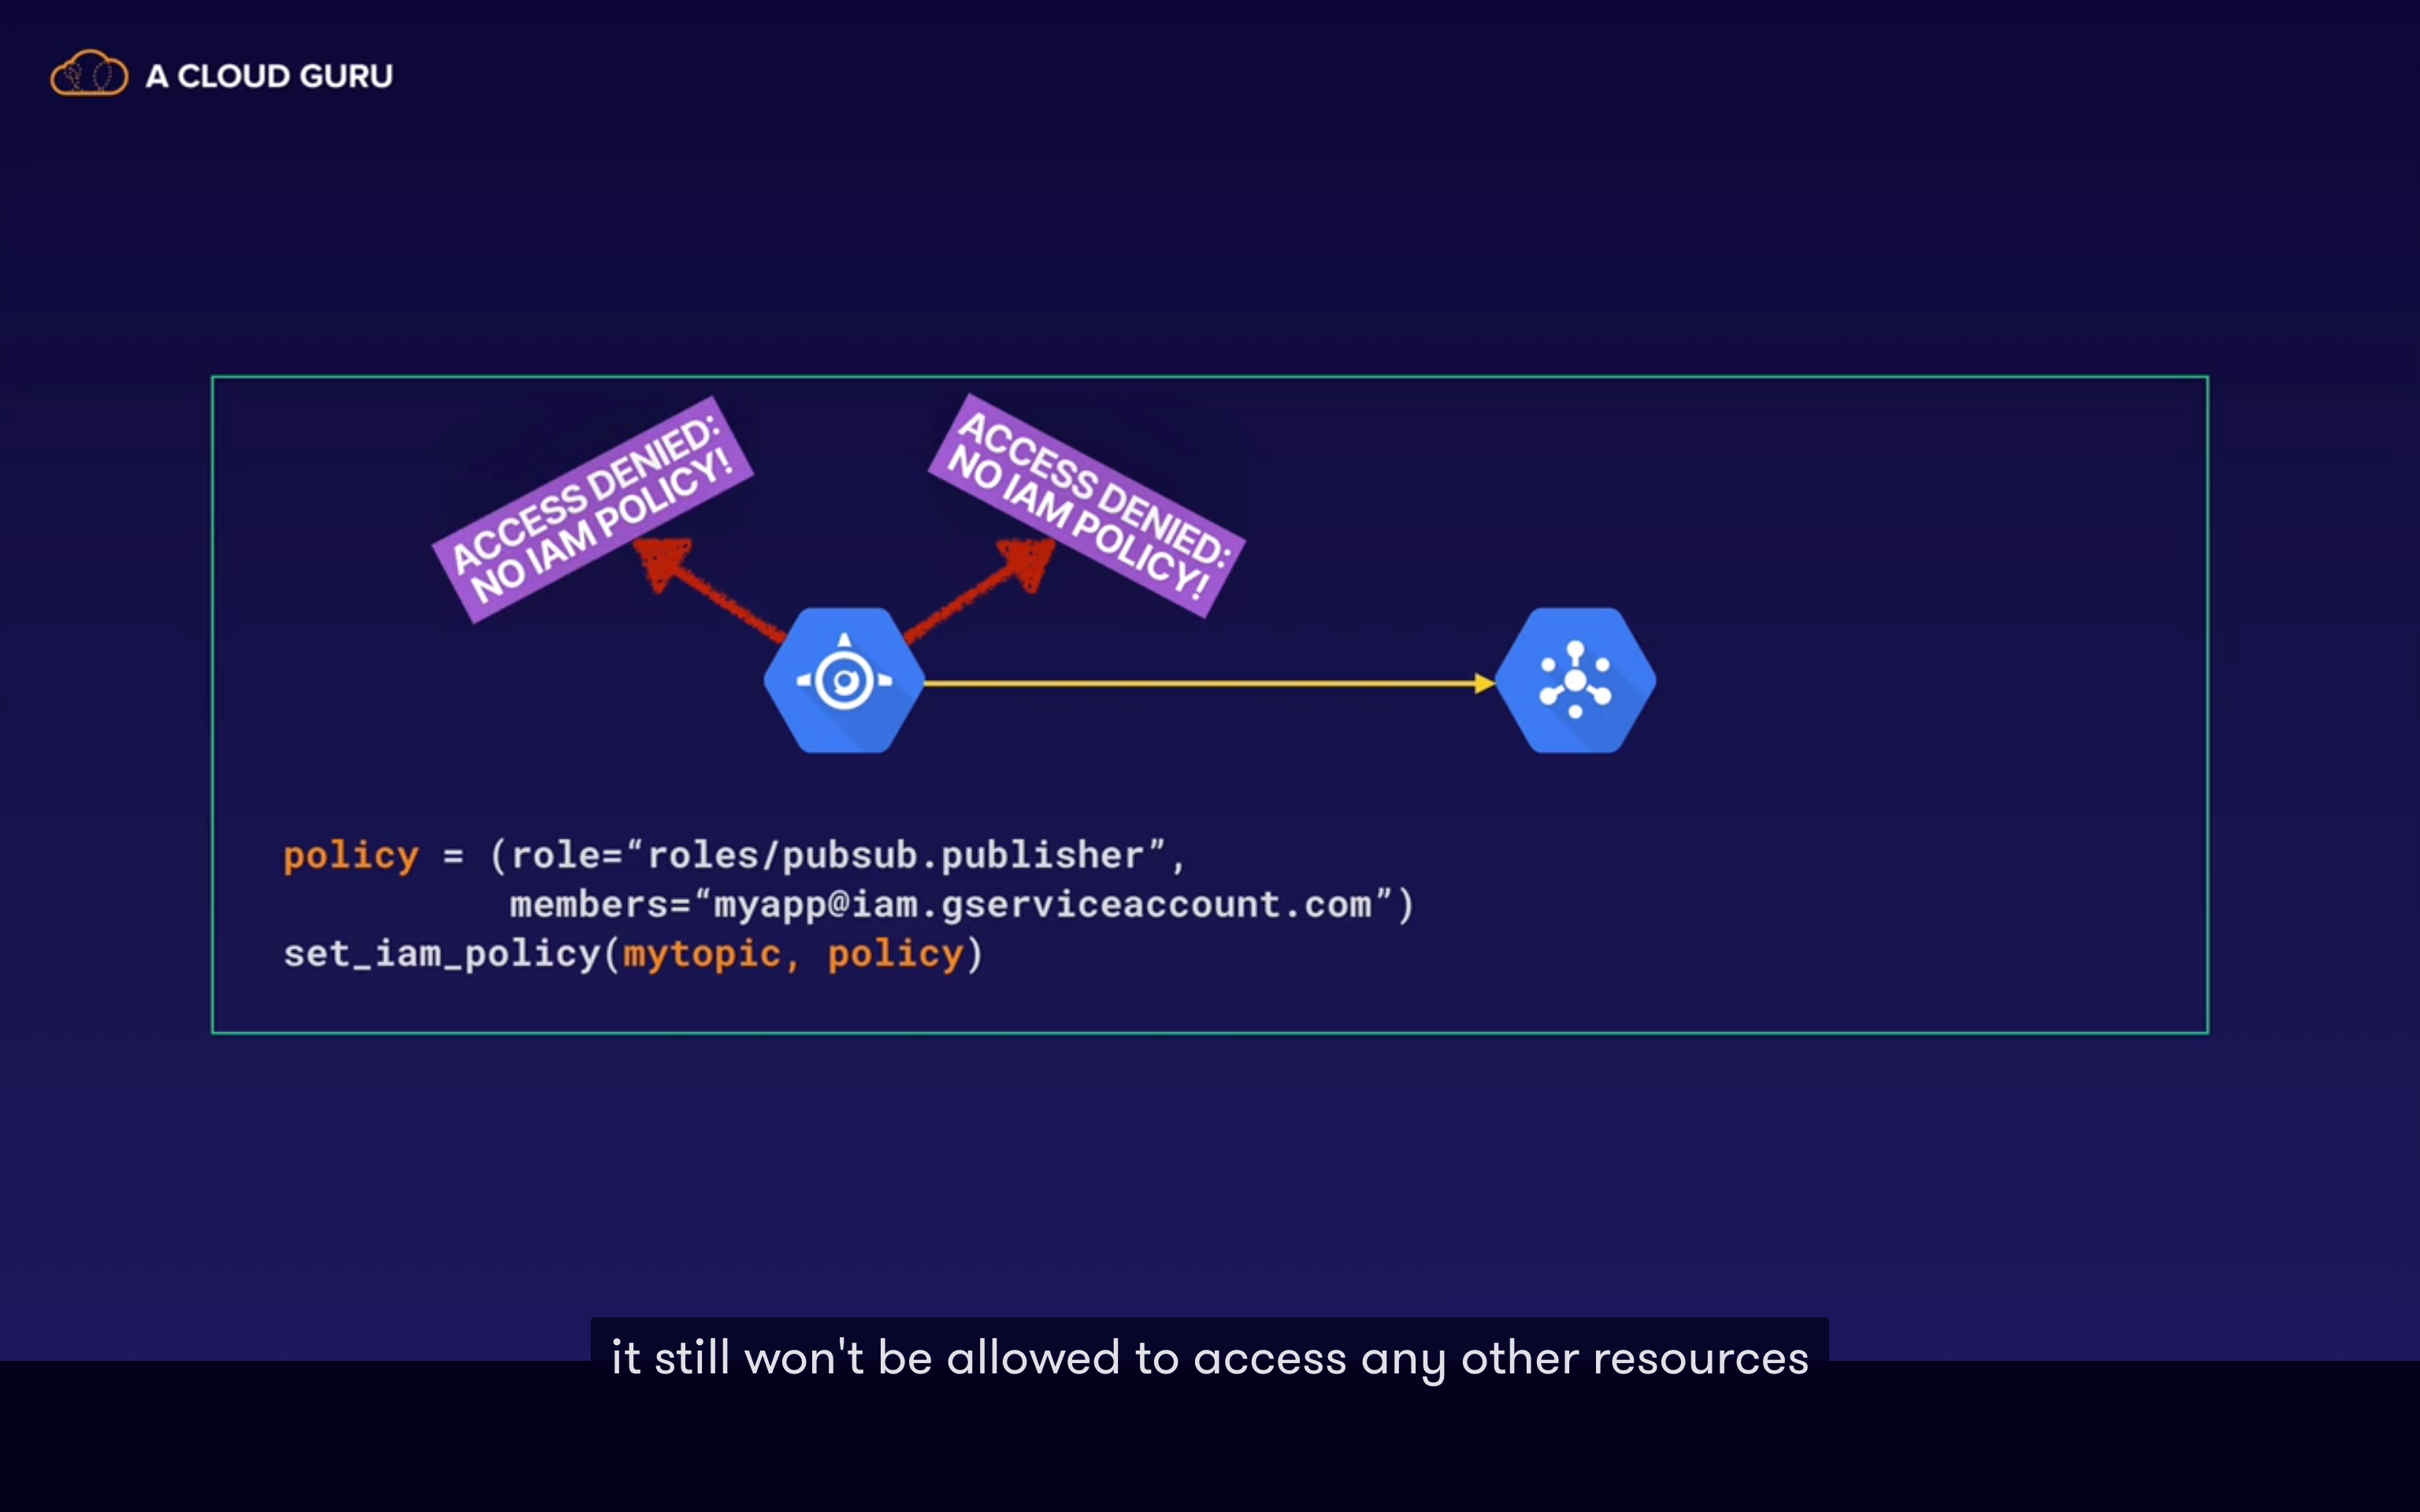 A CLOUD GURU
ACCESS DENIED:
NO IAM POLICY!
ACCESS DENIED:
NO IAM POLICY!
policy = (role=“roles/pubsub.publisher”,
members=“myapp@iam.gserviceaccount.com”)
set_iam_policy(mytopic, policy)
it still won't be allowed to access any other resources